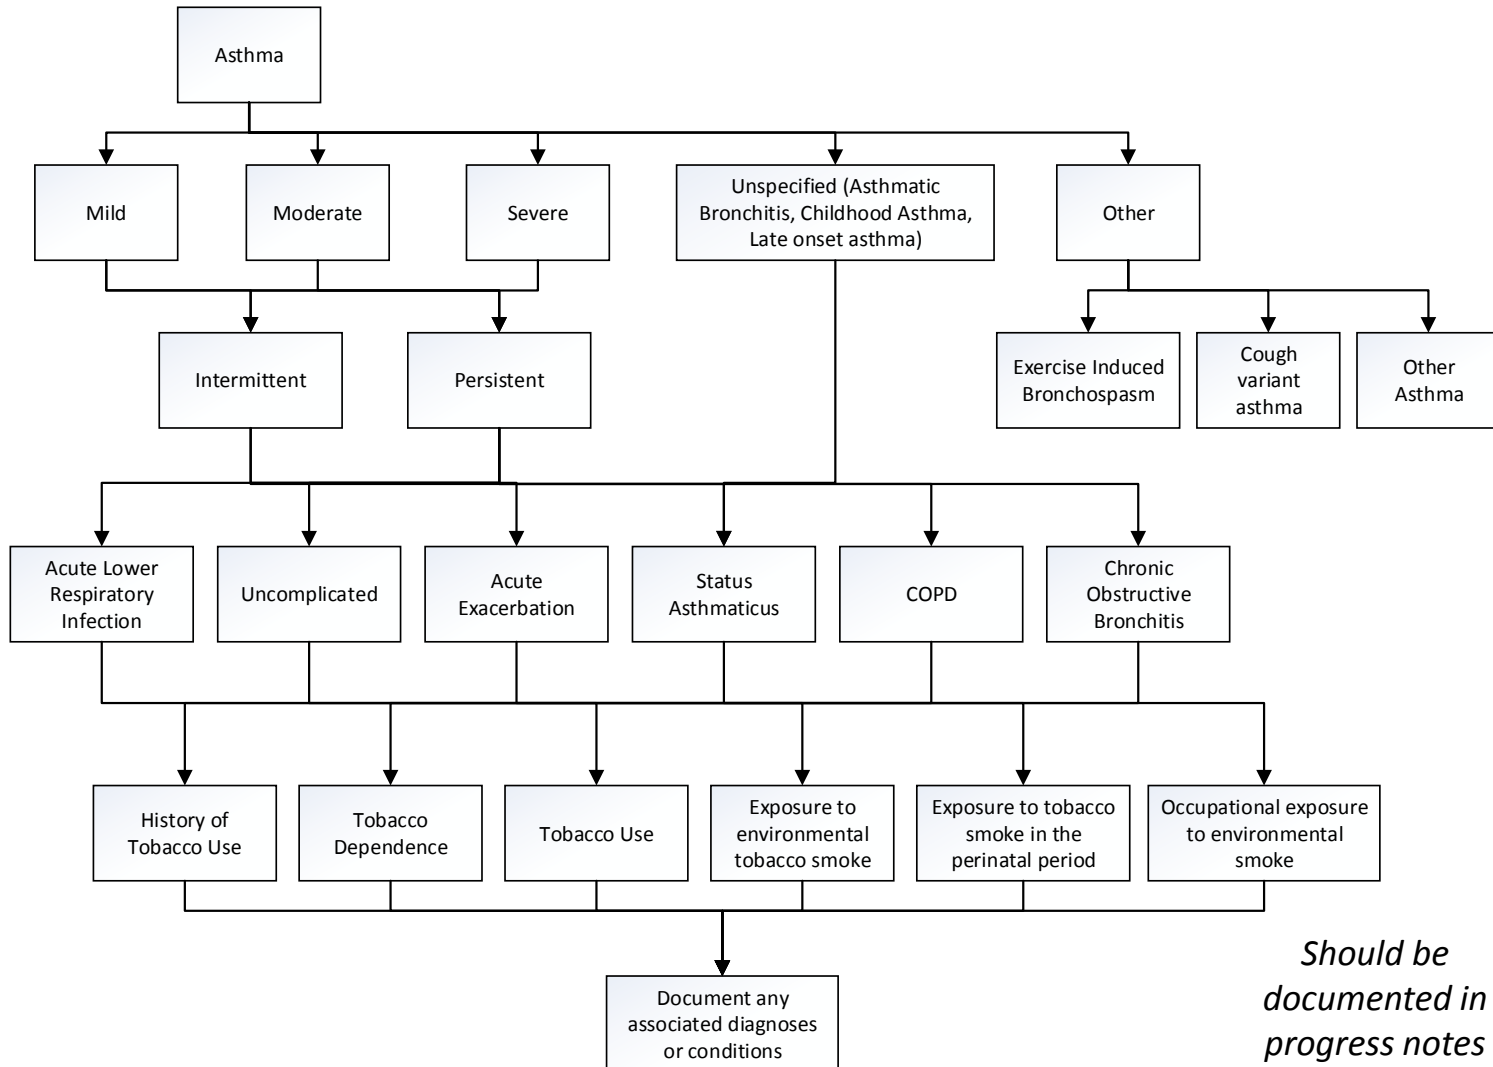 Asthma
Mild
Moderate
Severe
Unspecified (Asthmatic
Bronchitis, Childhood Asthma,
Late onset asthma)
Other
Intermittent
Persistent
Exercise Induced
Bronchospasm
Cough
variant
asthma
Other
Asthma
Acute Lower
Respiratory
Infection
Uncomplicated
Acute
Exacerbation
Status
Asthmaticus
COPD
Chronic
Obstructive
Bronchitis
History of
Tobacco Use
Tobacco
Dependence
Tobacco Use
Exposure to
environmental
tobacco smoke
Exposure to tobacco
smoke in the
perinatal period
Occupational exposure
to environmental
smoke
Document any
associated diagnoses
or conditions
Should be
documented in
progress notes